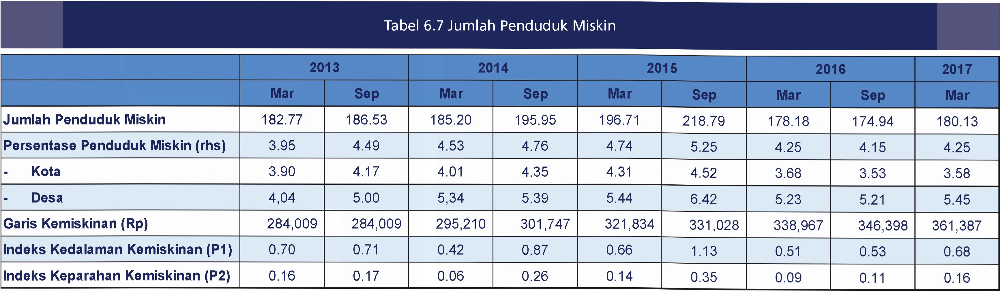 Tabel 6.7 Jumlah Penduduk Miskin
2013 2014 2015 2016 2017
Mar Sep Mar Sep Mar Sep Mar Sep Mar
Jumlah Penduduk Miskin 182.77 186.53 185.20 195.95 196.71 218.79 178.18 174.94 180.13
Persentase Penduduk Miskin (rhs) 3.95 4.49 4.53 4.76 4.74 5.25 4.25 4.15 4.25
- Kota 3.90 4.17 4.01 4.35 4.31 4.52 3.68 3.53 3.58
- Desa 4,04 5.00 5,34 5.39 5.44 6.42 5.23 5.21 5.45
Garis Kemiskinan (Rp) 284,009 284,009 295,210 301,747 321,834 331,028 338,967 346,398 361,387
Indeks Kedalaman Kemiskinan (P1) 0.70 0.71 0.42 0.87 0.66 1.13 0.51 0.53 0.68
Indeks Keparahan Kemiskinan (P2) 0.16 0.17 0.06 0.26 0.14 0.35 0.09 0.11 0.16